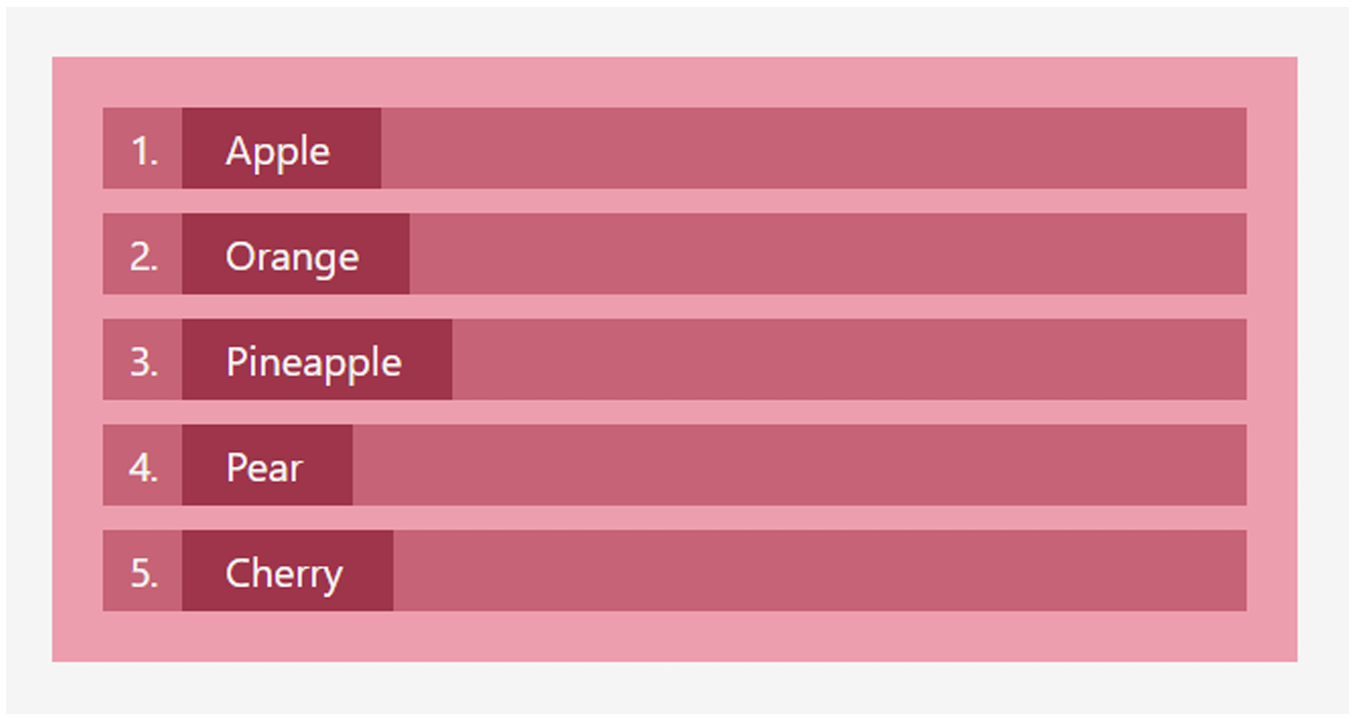 1. Apple
2. Orange
3. Pineapple
4. Pear
5. Cherry